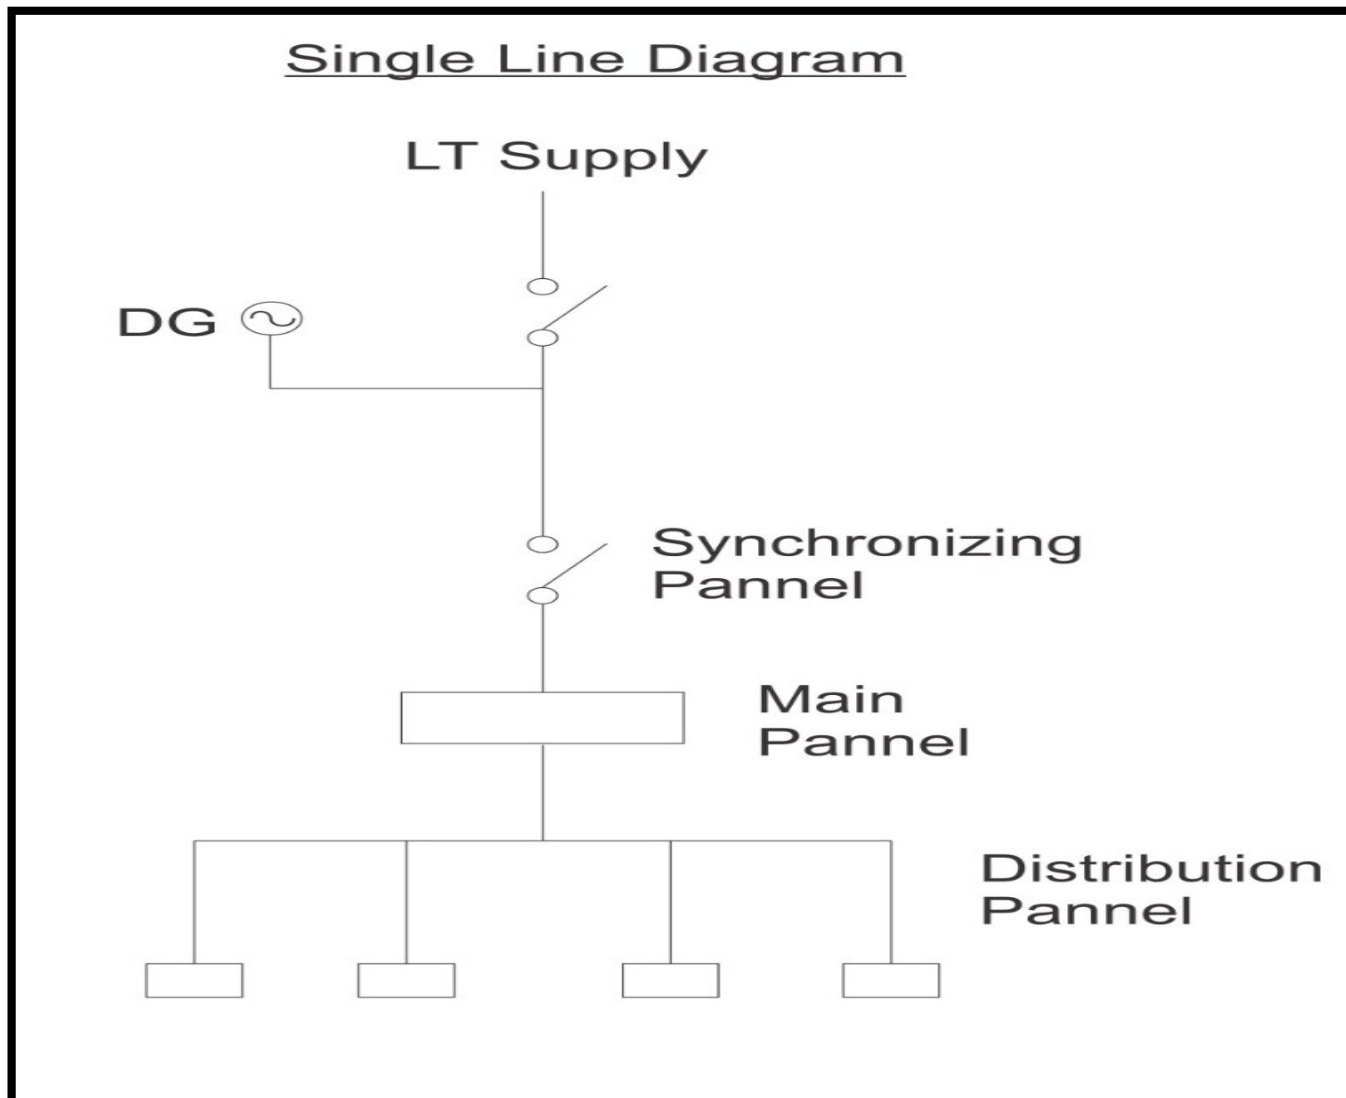 Single Line Diagram
LT Supply
DG
Synchronizing
Pannel
Main
Pannel
Distribution
Pannel